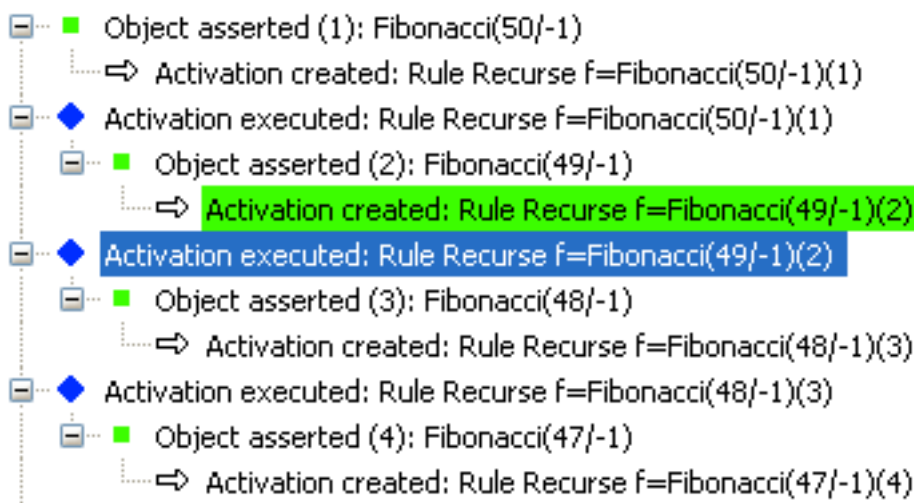 Object asserted (1): Fibonacci(50/-1)
Activation created: Rule Recurse f=Fibonacci(50/-1)(1)
Activation executed: Rule Recurse f=Fibonacci(50/-1)(1)
Object asserted (2): Fibonacci(49/-1)
Activation created: Rule Recurse f=Fibonacci(49/-1)(2)
Activation executed: Rule Recurse f=Fibonacci(49/-1)(2)
Object asserted (3): Fibonacci(48/-1)
Activation created: Rule Recurse f=Fibonacci(48/-1)(3)
Activation executed: Rule Recurse f=Fibonacci(48/-1)(3)
Object asserted (4): Fibonacci(47/-1)
Activation created: Rule Recurse f=Fibonacci(47/-1)(4)